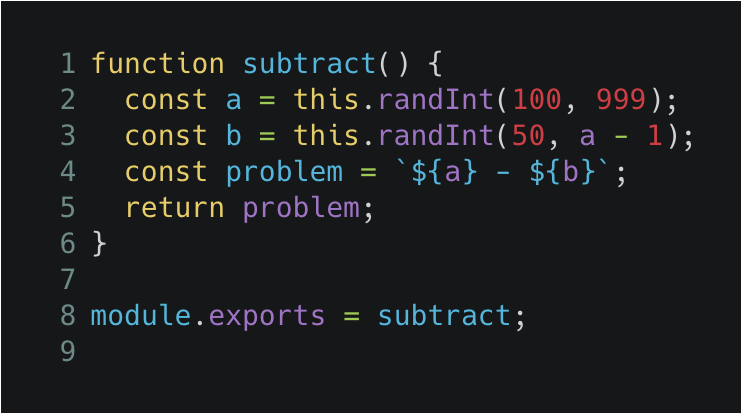 1 function subtract() {
2   const a = this.randInt(100, 999);
3   const b = this.randInt(50, a - 1);
4   const problem = `${a} - ${b}`;
5   return problem;
6 }
7
8 module.exports = subtract;
9